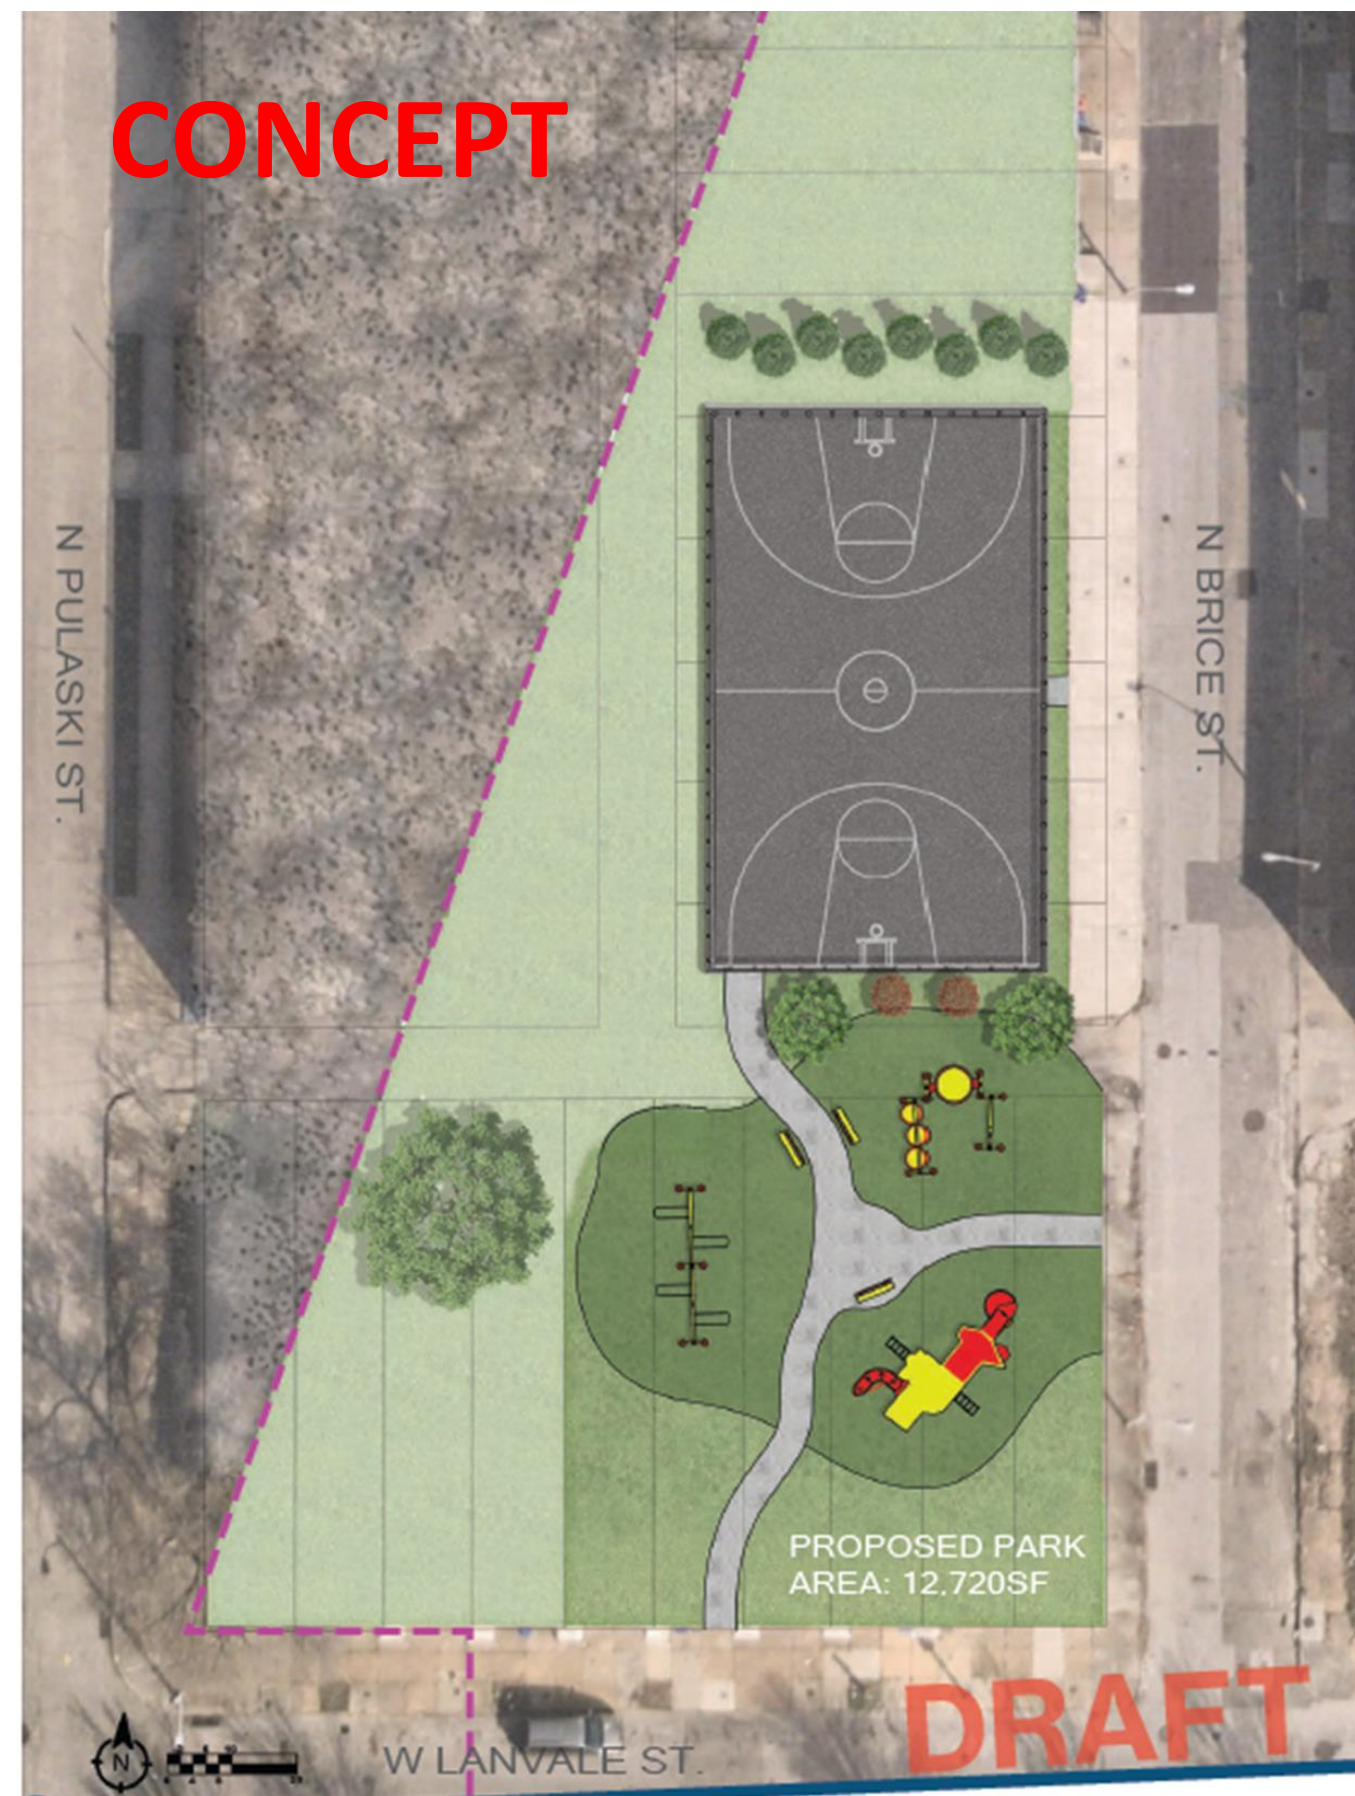 CONCEPT
N PULASKI ST.
N BRICE ST.
PROPOSED PARK
AREA: 12,720SF
DRAFT
N
W LANVALE ST.